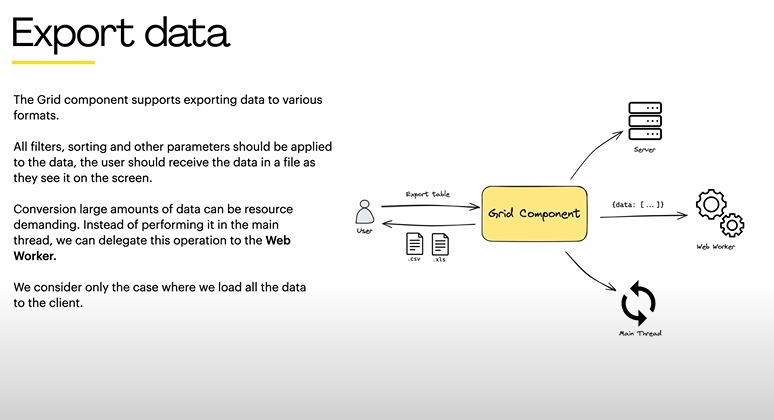 Export data
The Grid component supports exporting data to various
formats.
All filters, sorting and other parameters should be applied
to the data, the user should receive the data in a file as
they see it on the screen.
Conversion large amounts of data can be resource
demanding. Instead of performing it in the main
thread, we can delegate this operation to the Web
Worker.
We consider only the case where we load all the data
to the client.
Server
Export table
Grid Component
{data: [...]}
User
.csv
.xls
Web Worker
Main Thread